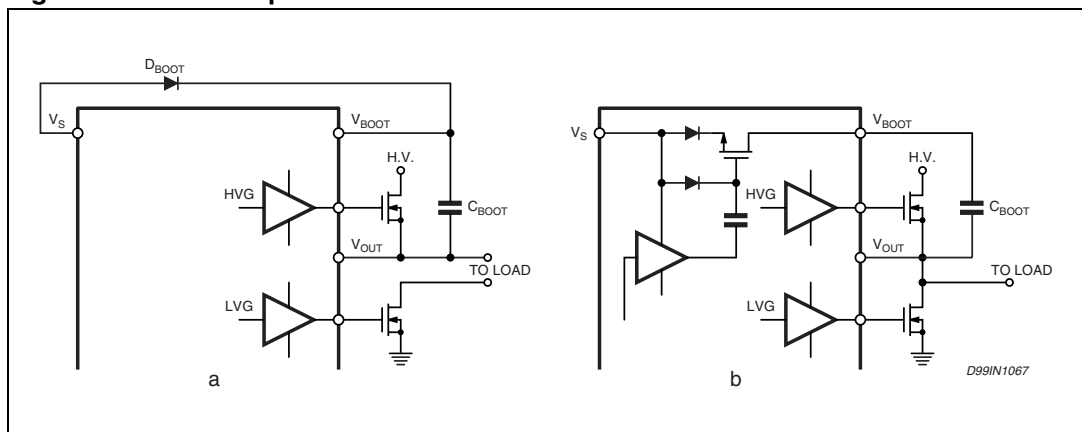 D_BOOT
V_S
V_BOOT
H.V.
HVG
C_BOOT
V_OUT
TO LOAD
LVG
a
V_S
V_BOOT
H.V.
HVG
C_BOOT
V_OUT
TO LOAD
LVG
b
D99IN1067